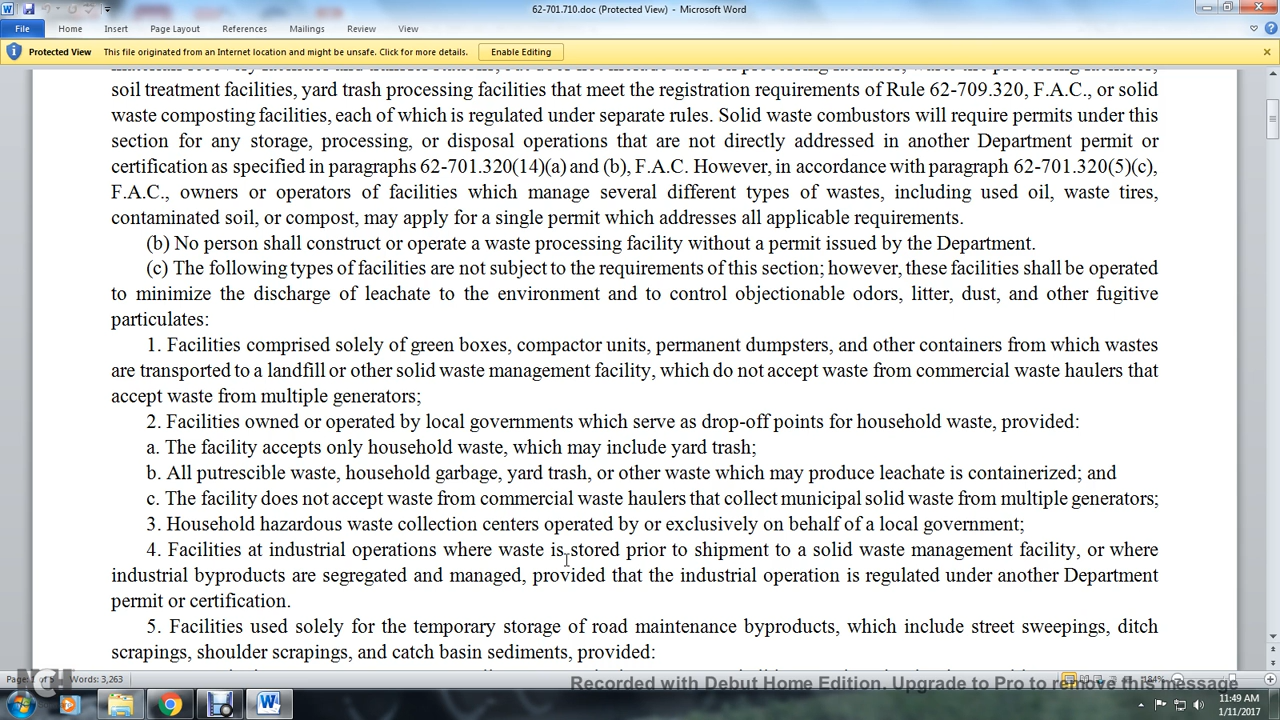 62-701.710.doc (Protected View) - Microsoft Word
File Home Insert Page Layout References Mailings Review View
Protected View This file originated from an Internet location and might be unsafe. Click for more details. Enable Editing
soil treatment facilities, yard trash processing facilities that meet the registration requirements of Rule 62-709.320, F.A.C., or solid
waste composting facilities, each of which is regulated under separate rules. Solid waste combustors will require permits under this
section for any storage, processing, or disposal operations that are not directly addressed in another Department permit or
certification as specified in paragraphs 62-701.320(14)(a) and (b), F.A.C. However, in accordance with paragraph 62-701.320(5)(c),
F.A.C., owners or operators of facilities which manage several different types of wastes, including used oil, waste tires,
contaminated soil, or compost, may apply for a single permit which addresses all applicable requirements.
(b) No person shall construct or operate a waste processing facility without a permit issued by the Department.
(c) The following types of facilities are not subject to the requirements of this section; however, these facilities shall be operated
to minimize the discharge of leachate to the environment and to control objectionable odors, litter, dust, and other fugitive
particulates:
1. Facilities comprised solely of green boxes, compactor units, permanent dumpsters, and other containers from which wastes
are transported to a landfill or other solid waste management facility, which do not accept waste from commercial waste haulers that
accept waste from multiple generators;
2. Facilities owned or operated by local governments which serve as drop-off points for household waste, provided:
a. The facility accepts only household waste, which may include yard trash;
b. All putrescible waste, household garbage, yard trash, or other waste which may produce leachate is containerized; and
c. The facility does not accept waste from commercial waste haulers that collect municipal solid waste from multiple generators;
3. Household hazardous waste collection centers operated by or exclusively on behalf of a local government;
4. Facilities at industrial operations where waste is stored prior to shipment to a solid waste management facility, or where
industrial byproducts are segregated and managed, provided that the industrial operation is regulated under another Department
permit or certification.
5. Facilities used solely for the temporary storage of road maintenance byproducts, which include street sweepings, ditch
scrapings, shoulder scrapings, and catch basin sediments, provided:
Words: 3,263
184%
NCH
Recorded with Debut Home Edition. Upgrade to Pro to remove this message
11:49 AM
1/11/2017